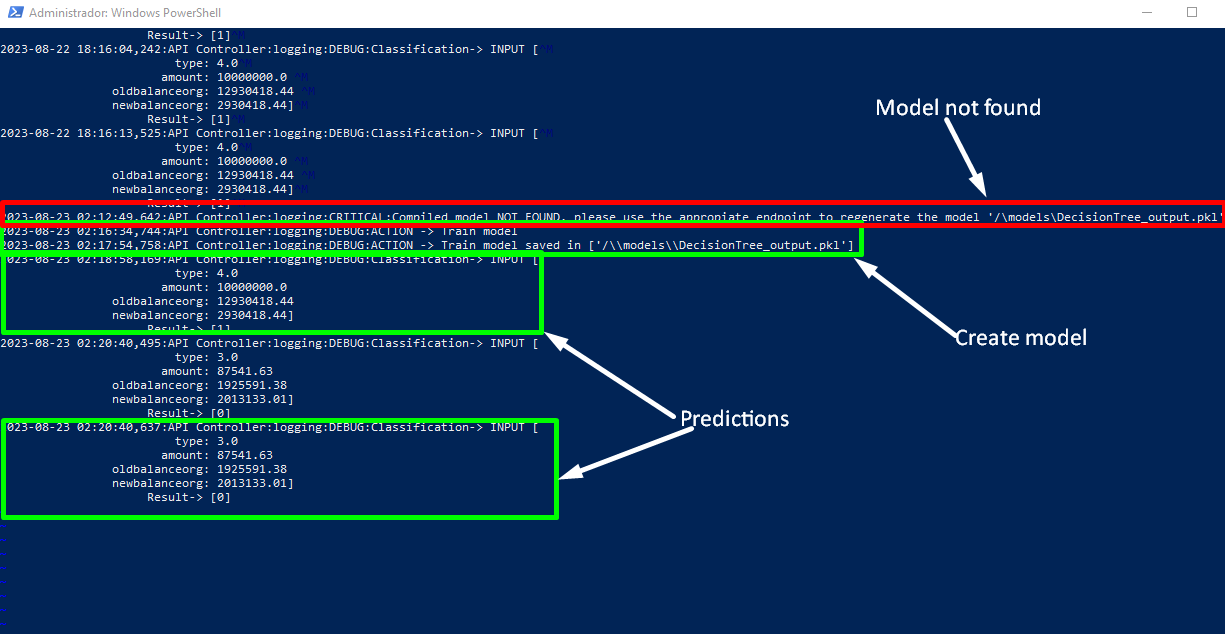 Administrador: Windows PowerShell
Result-> [1]^M
2023-08-22 18:16:04,242:API Controller:logging:DEBUG:Classification-> INPUT [^M
type: 4.0^M
amount: 10000000.0 ^M
oldbalanceorg: 12930418.44 ^M
newbalanceorg: 2930418.44]^M
Result-> [1]^M
2023-08-22 18:16:13,525:API Controller:logging:DEBUG:Classification-> INPUT [^M
type: 4.0^M
amount: 10000000.0 ^M
oldbalanceorg: 12930418.44 ^M
newbalanceorg: 2930418.44]^M
Result-> [1]^M
Model not found
2023-08-23 02:12:49,642:API Controller:logging:CRITICAL:Compiled model NOT FOUND, please use the appropiate endpoint to regenerate the model '/\models\DecisionTree_output.pkl'
2023-08-23 02:16:34,744:API Controller:logging:DEBUG:ACTION -> Train model
2023-08-23 02:17:54,758:API Controller:logging:DEBUG:ACTION -> Train model saved in ['/\\models\\DecisionTree_output.pkl']
2023-08-23 02:18:58,169:API Controller:logging:DEBUG:Classification-> INPUT [
type: 4.0
amount: 10000000.0
oldbalanceorg: 12930418.44
newbalanceorg: 2930418.44]
Result-> [1]
Create model
2023-08-23 02:20:40,495:API Controller:logging:DEBUG:Classification-> INPUT [
type: 3.0
amount: 87541.63
oldbalanceorg: 1925591.38
newbalanceorg: 2013133.01]
Result-> [0]
Predictions
2023-08-23 02:20:40,637:API Controller:logging:DEBUG:Classification-> INPUT [
type: 3.0
amount: 87541.63
oldbalanceorg: 1925591.38
newbalanceorg: 2013133.01]
Result-> [0]
~
~
~
~
~
~
~